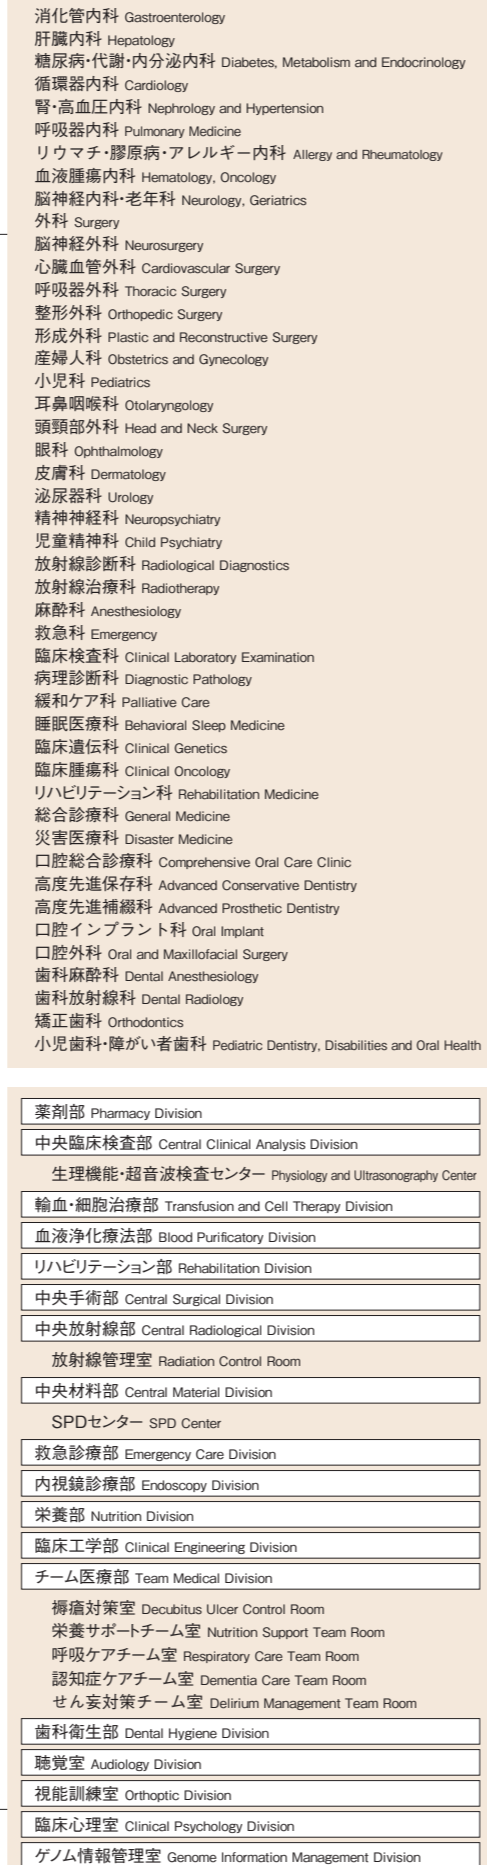 消化管内科 Gastroenterology
肝臓内科 Hepatology
糖尿病・代謝・内分泌内科 Diabetes, Metabolism and Endocrinology
循環器内科 Cardiology
腎・高血圧内科 Nephrology and Hypertension
呼吸器内科 Pulmonary Medicine
リウマチ・膠原病・アレルギー内科 Allergy and Rheumatology
血液腫瘍内科 Hematology, Oncology
脳神経内科・老年科 Neurology, Geriatrics
外科 Surgery
脳神経外科 Neurosurgery
心臓血管外科 Cardiovascular Surgery
呼吸器外科 Thoracic Surgery
整形外科 Orthopedic Surgery
形成外科 Plastic and Reconstructive Surgery
産婦人科 Obstetrics and Gynecology
小児科 Pediatrics
耳鼻咽喉科 Otolaryngology
頭頸部外科 Head and Neck Surgery
眼科 Ophthalmology
皮膚科 Dermatology
泌尿器科 Urology
精神神経科 Neuropsychiatry
児童精神科 Child Psychiatry
放射線診断科 Radiological Diagnostics
放射線治療科 Radiotherapy
麻酔科 Anesthesiology
救急科 Emergency
臨床検査科 Clinical Laboratory Examination
病理診断科 Diagnostic Pathology
緩和ケア科 Palliative Care
睡眠医療科 Behavioral Sleep Medicine
臨床遺伝科 Clinical Genetics
臨床腫瘍科 Clinical Oncology
リハビリテーション科 Rehabilitation Medicine
総合診療科 General Medicine
災害医療科 Disaster Medicine
口腔総合診療科 Comprehensive Oral Care Clinic
高度先進保存科 Advanced Conservative Dentistry
高度先進補綴科 Advanced Prosthetic Dentistry
口腔インプラント科 Oral Implant
口腔外科 Oral and Maxillofacial Surgery
歯科麻酔科 Dental Anesthesiology
歯科放射線科 Dental Radiology
矯正歯科 Orthodontics
小児歯科・障がい者歯科 Pediatric Dentistry, Disabilities and Oral Health
薬剤部 Pharmacy Division
中央臨床検査部 Central Clinical Analysis Division
生理機能・超音波検査センター Physiology and Ultrasonography Center
輸血・細胞治療部 Transfusion and Cell Therapy Division
血液浄化療法部 Blood Purificatory Division
リハビリテーション部 Rehabilitation Division
中央手術部 Central Surgical Division
中央放射線部 Central Radiological Division
放射線管理室 Radiation Control Room
中央材料部 Central Material Division
SPDセンター SPD Center
救急診療部 Emergency Care Division
内視鏡診療部 Endoscopy Division
栄養部 Nutrition Division
臨床工学部 Clinical Engineering Division
チーム医療部 Team Medical Division
褥瘡対策室 Decubitus Ulcer Control Room
栄養サポートチーム室 Nutrition Support Team Room
呼吸ケアチーム室 Respiratory Care Team Room
認知症ケアチーム室 Dementia Care Team Room
せん妄対策チーム室 Delirium Management Team Room
歯科衛生部 Dental Hygiene Division
聴覚室 Audiology Division
視能訓練室 Orthoptic Division
臨床心理室 Clinical Psychology Division
ゲノム情報管理室 Genome Information Management Division